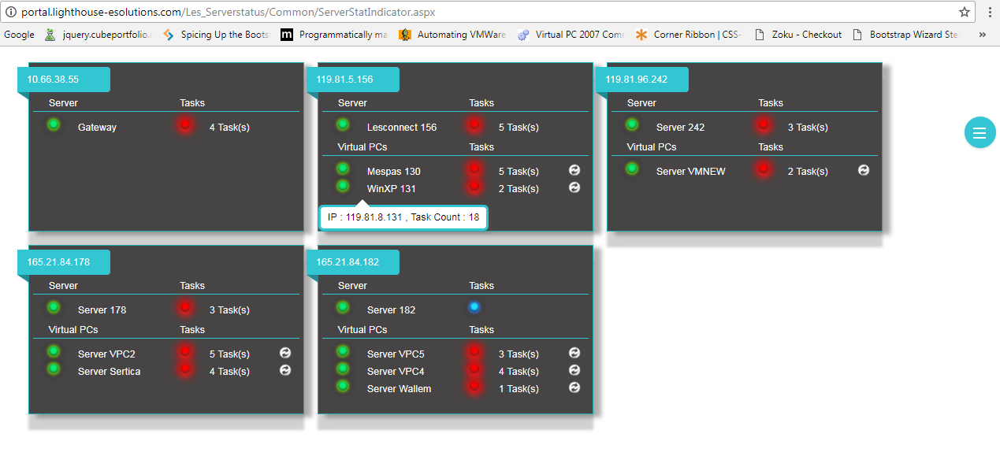 portal.lighthouse-esolutions.com/Les_Serverstatus/Common/ServerStatIndicator.aspx
Google jquery.cubeportfolio. Spicing Up the Boots Programmatically ma Automating VMWare Virtual PC 2007 Com Corner Ribbon | CSS- Zoku - Checkout Bootstrap Wizard Ste »
10.66.38.55
Server Tasks
Gateway 4 Task(s)
119.81.5.156
Server Tasks
Lesconnect 156 5 Task(s)
Virtual PCs Tasks
Mespas 130 5 Task(s)
WinXP 131 2 Task(s)
IP : 119.81.8.131 , Task Count : 18
119.81.96.242
Server Tasks
Server 242 3 Task(s)
Virtual PCs Tasks
Server VMNEW 2 Task(s)
165.21.84.178
Server Tasks
Server 178 3 Task(s)
Virtual PCs Tasks
Server VPC2 5 Task(s)
Server Sertica 4 Task(s)
165.21.84.182
Server Tasks
Server 182
Virtual PCs Tasks
Server VPC5 3 Task(s)
Server VPC4 4 Task(s)
Server Wallem 1 Task(s)